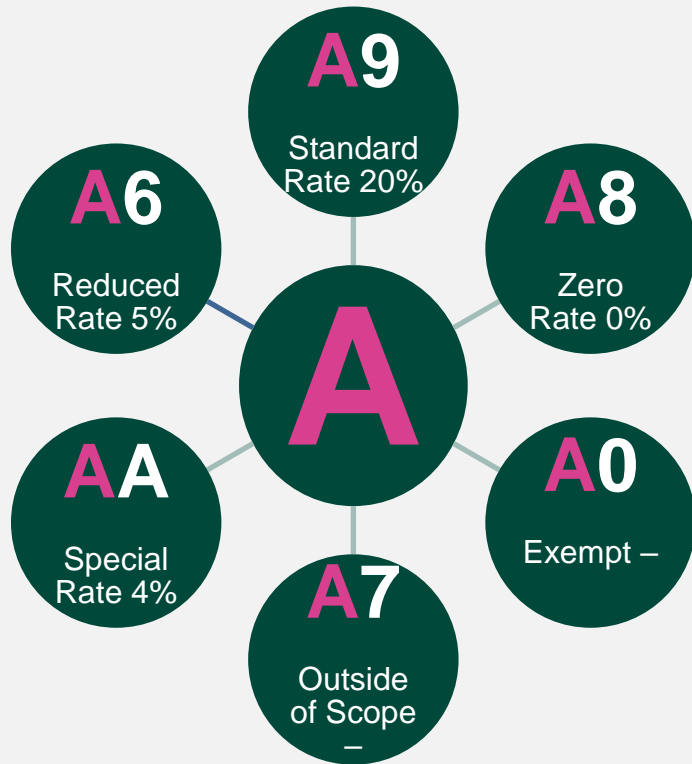 A9
Standard
Rate 20%
A6
Reduced
Rate 5%
A8
Zero
Rate 0%
A
AA
Special
Rate 4%
A0
Exempt –
A7
Outside
of Scope
–